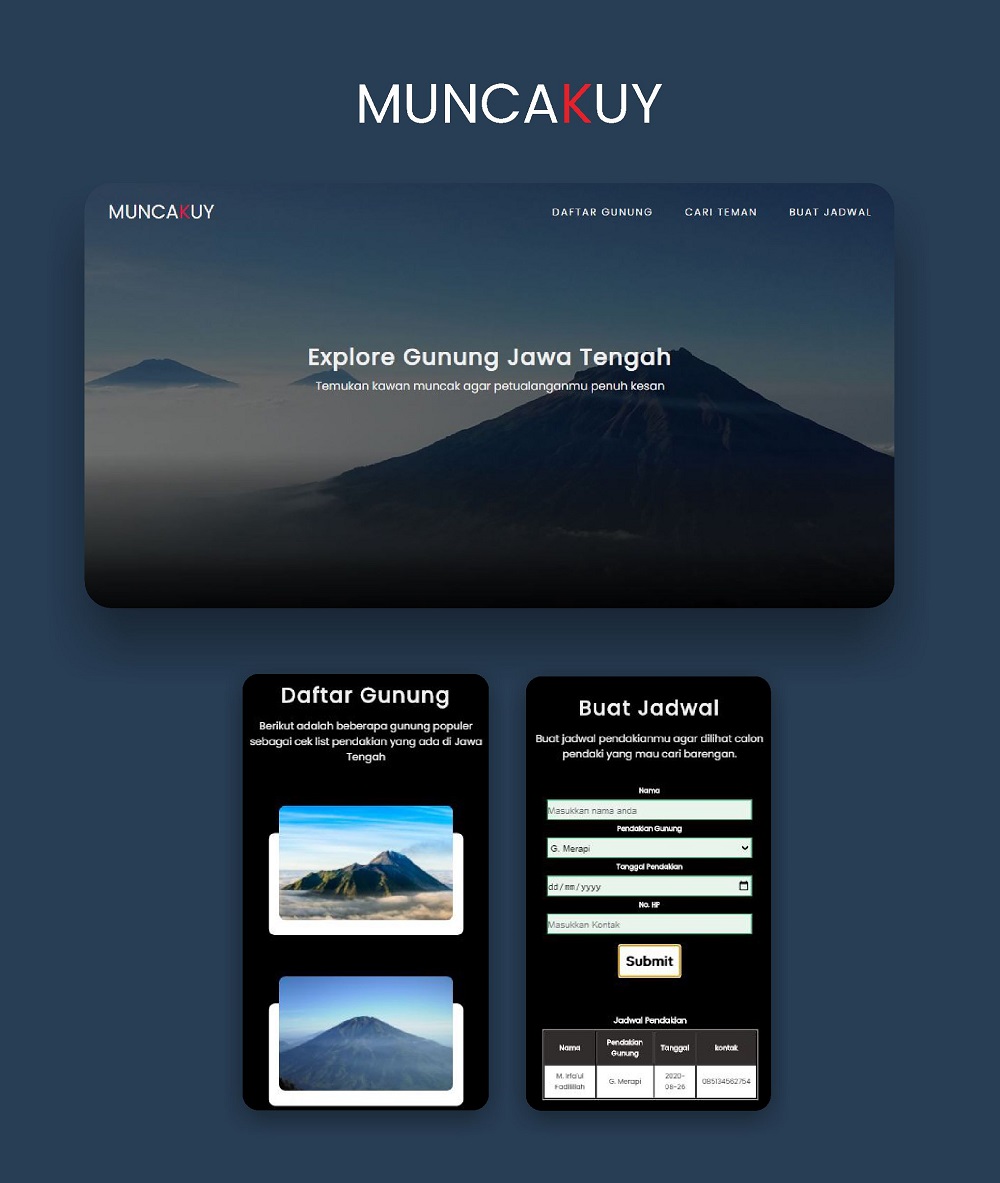 MUNCAKUY
MUNCAKUY
DAFTAR GUNUNG
CARI TEMAN
BUAT JADWAL
Explore Gunung Jawa Tengah
Temukan kawan muncak agar petualanganmu penuh kesan
Daftar Gunung
Berikut adalah beberapa gunung populer
sebagai cek list pendakian yang ada di Jawa
Tengah
Buat Jadwal
Buat jadwal pendakianmu agar dilihat calon
pendaki yang mau cari barengan.
Nama
Masukkan nama anda
Pendakian Gunung
G. Merapi
Tanggal Pendakian
dd/mm/yyyy
No. HP
Masukkan Kontak
Submit
Jadwal Pendakian
Nama
Pendakian
Gunung
Tanggal
kontak
M. Irfa'ul
Fadlillah
G. Merapi
2020-
08-26
085134562754